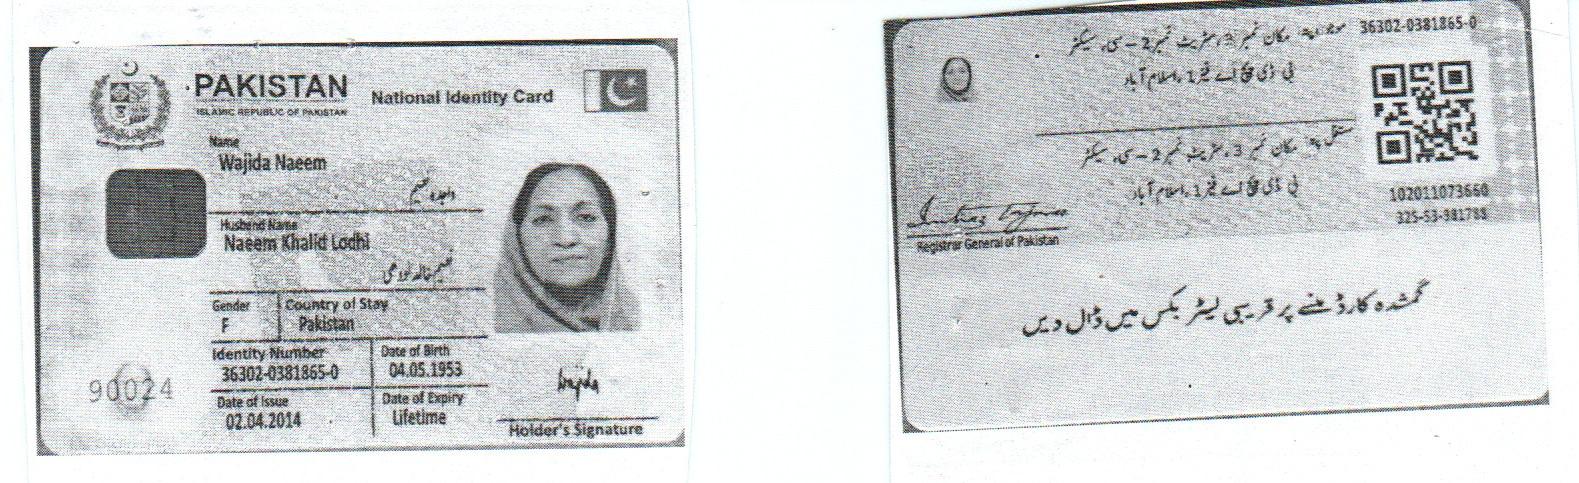 PAKISTAN
National Identity Card
ISLAMIC REPUBLIC OF PAKISTAN
Name
Wajida Naeem
واجدہ نعیم
Husband Name
Naeem Khalid Lodhi
نعیم خالد لودھی
Gender
Country of Stay
F
Pakistan
Identity Number
Date of Birth
36302-0381865-0
04.05.1953
Date of Issue
Date of Expiry
02.04.2014
Lifetime
90024
Wajida
Holder's Signature
36302-0381865-0
موجودہ پتہ: مکان نمبر 3، سٹریٹ نمبر 2 - سی، سیکٹر
ڈی ایچ اے فیز 1، اسلام آباد
مستقل پتہ: مکان نمبر 3، سٹریٹ نمبر 2 - سی، سیکٹر
ڈی ایچ اے فیز 1، اسلام آباد
102011073660
325-53-381788
Registrar General of Pakistan
گمشدہ کارڈ ملنے پر قریبی لیٹر بکس میں ڈال دیں